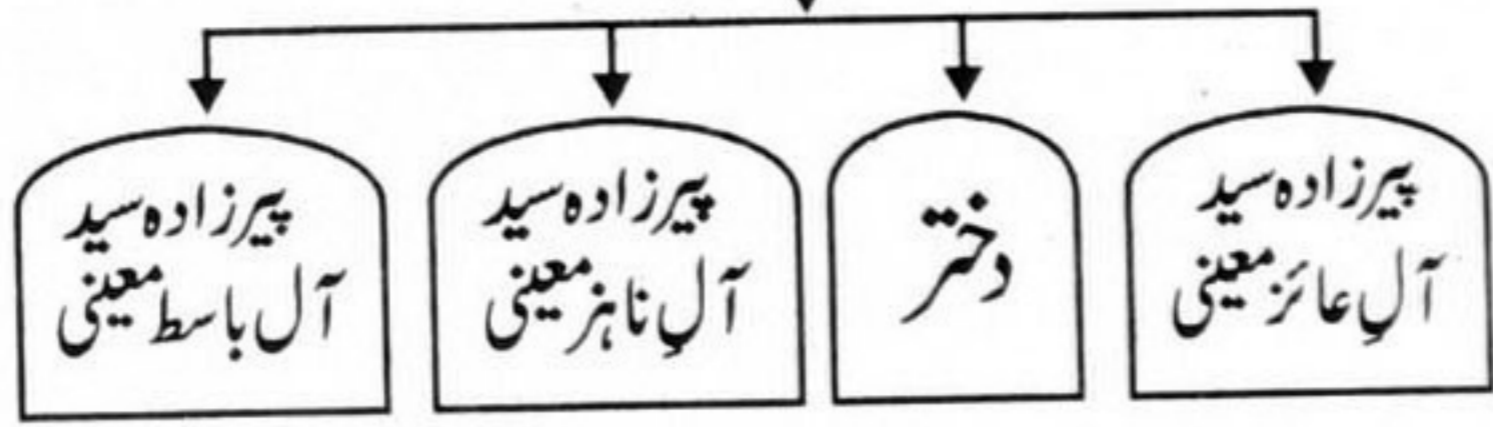 پیرزادہ سید
آلِ عائز معینی
دختر
پیرزادہ سید
آلِ ناہز معینی
پیرزادہ سید
آل باسط معینی